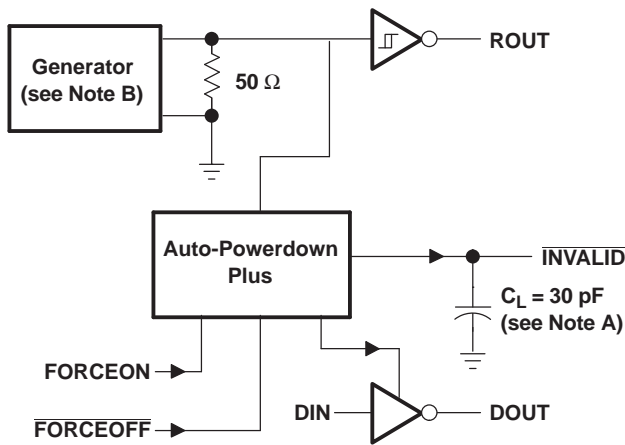 Generator
(see Note B)
50 Ω
ROUT
Auto-Powerdown
Plus
INVALID
C_L = 30 pF
(see Note A)
FORCEON
FORCEOFF
DIN
DOUT